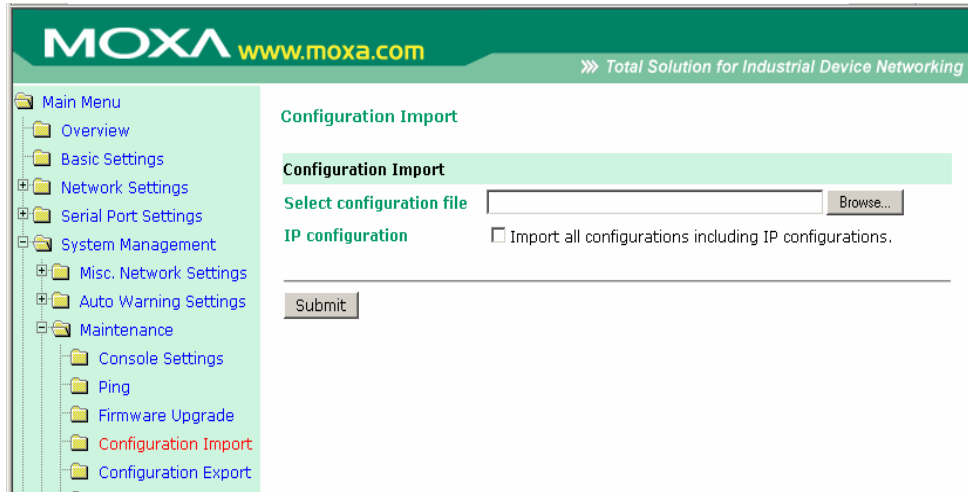 MOXA www.moxa.com
Total Solution for Industrial Device Networking
Main Menu
Overview
Basic Settings
Network Settings
Serial Port Settings
System Management
Misc. Network Settings
Auto Warning Settings
Maintenance
Console Settings
Ping
Firmware Upgrade
Configuration Import
Configuration Export
Configuration Import
Configuration Import
Select configuration file
Browse...
IP configuration
Import all configurations including IP configurations.
Submit